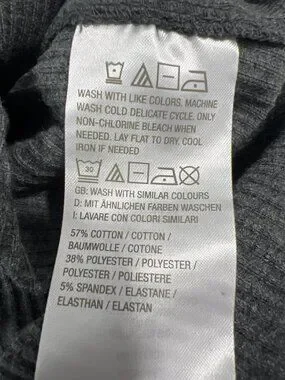 WASH WITH LIKE COLORS. MACHINE
WASH COLD DELICATE CYCLE. ONLY
NON-CHLORINE BLEACH WHEN
NEEDED. LAY FLAT TO DRY. COOL
IRON IF NEEDED
30
GB: WASH WITH SIMILAR COLOURS
D: MIT ÄHNLICHEN FARBEN WASCHEN
I: LAVARE CON COLORI SIMILARI
57% COTTON / COTTON /
BAUMWOLLE / COTONE
38% POLYESTER / POLYESTER /
POLYESTER / POLIESTERE
5% SPANDEX / ELASTANE /
ELASTHAN / ELASTAN